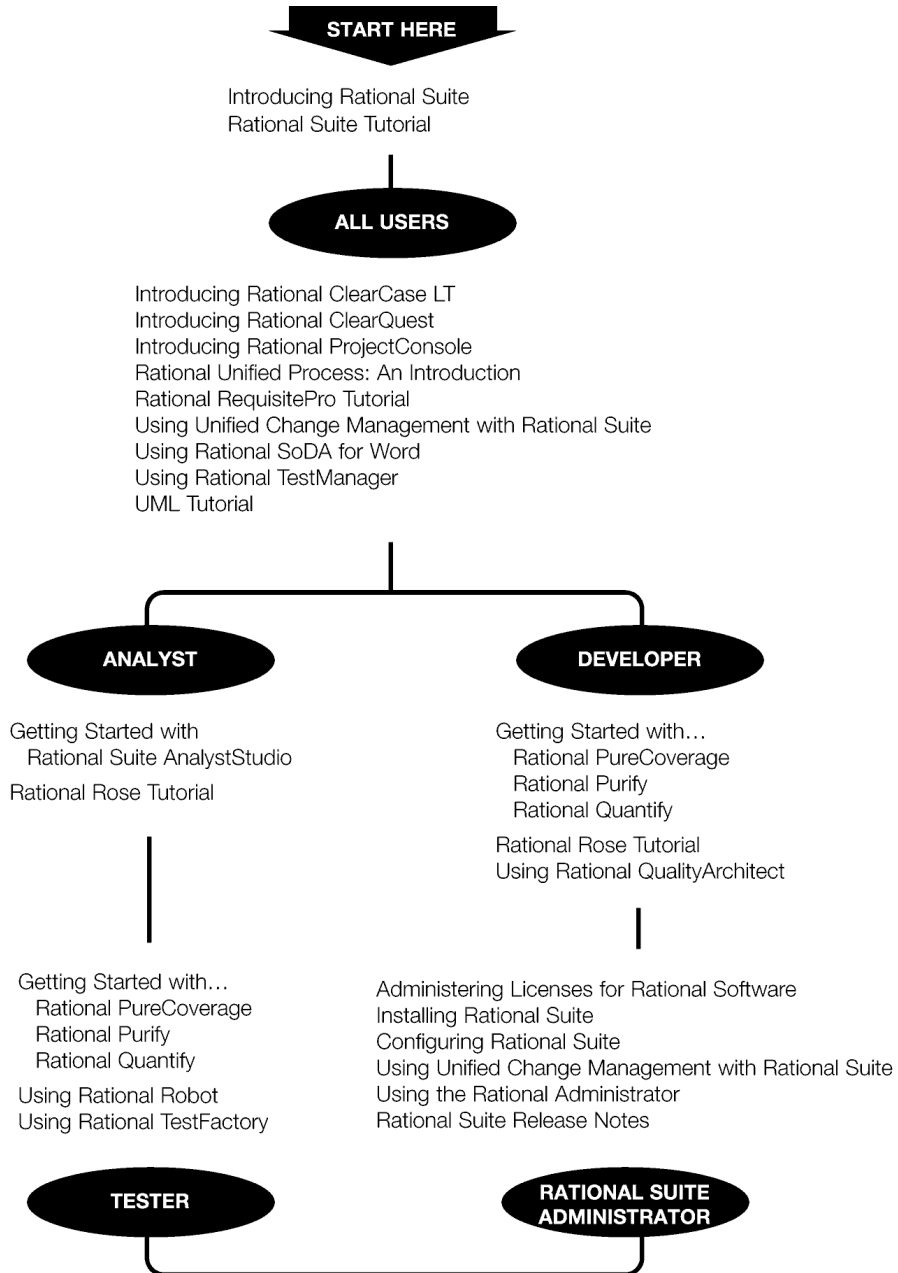 START HERE
Introducing Rational Suite
Rational Suite Tutorial
ALL USERS
Introducing Rational ClearCase LT
Introducing Rational ClearQuest
Introducing Rational ProjectConsole
Rational Unified Process: An Introduction
Rational RequisitePro Tutorial
Using Unified Change Management with Rational Suite
Using Rational SoDA for Word
Using Rational TestManager
UML Tutorial
ANALYST
Getting Started with
Rational Suite AnalystStudio
Rational Rose Tutorial
DEVELOPER
Getting Started with…
Rational PureCoverage
Rational Purify
Rational Quantify
Rational Rose Tutorial
Using Rational QualityArchitect
Getting Started with…
Rational PureCoverage
Rational Purify
Rational Quantify
Using Rational Robot
Using Rational TestFactory
TESTER
Administering Licenses for Rational Software
Installing Rational Suite
Configuring Rational Suite
Using Unified Change Management with Rational Suite
Using the Rational Administrator
Rational Suite Release Notes
RATIONAL SUITE
ADMINISTRATOR